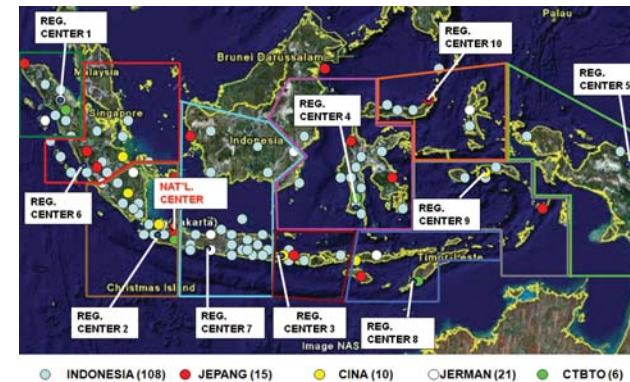 REG.
CENTER 1
Palau
REG.
CENTER 10
Brunei Darussalam
Malaysia
REG.
CENTER 4
REG.
CENTER 5
Singapore
Indonesia
NAT'L.
CENTER
REG.
CENTER 6
REG.
CENTER 9
Timor-Leste
Christmas Island
REG.
CENTER 2
REG.
CENTER 7
REG.
CENTER 3
REG.
CENTER 8
Image NAS
INDONESIA (108) JEPANG (15) CINA (10) JERMAN (21) CTBTO (6)